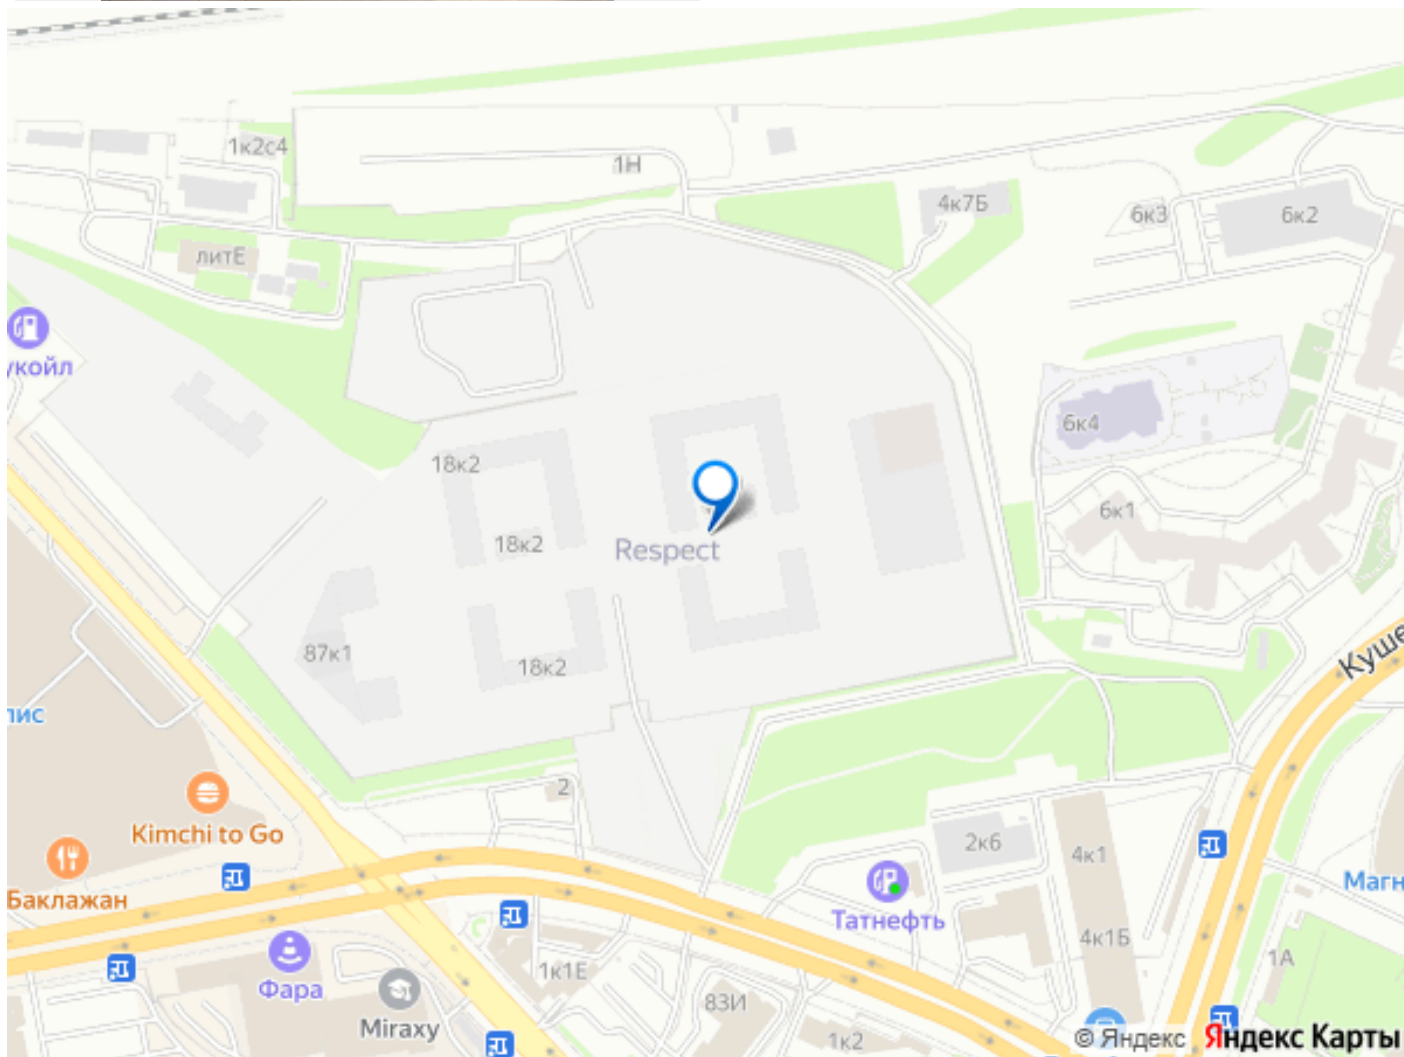 1к2с4
1Н
4к7Б
6к3
6к2
литЕ
укойл
6к4
18к2
6к1
18к2
Respect
87к1
18к2
Куше
лис
2
Kimchi to Go
2к6
4к1
Магн
Баклажан
Татнефть
4к1Б
1А
1к1Е
Фара
83И
Miraxy
1к2
© Яндекс Яндекс Карты